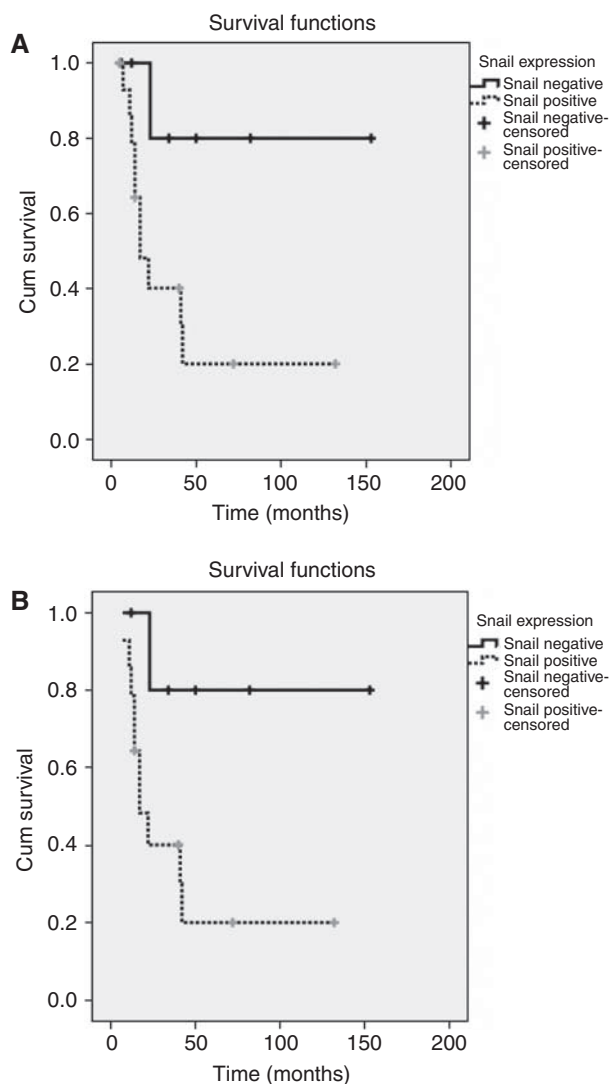 A
Survival functions
Cum survival
1.0
0.8
0.6
0.4
0.2
0.0
0
50
100
150
200
Time (months)
Snail expression
Snail negative
Snail positive
Snail negative-
censored
Snail positive-
censored
B
Survival functions
Cum survival
1.0
0.8
0.6
0.4
0.2
0.0
0
50
100
150
200
Time (months)
Snail expression
Snail negative
Snail positive
Snail negative-
censored
Snail positive-
censored